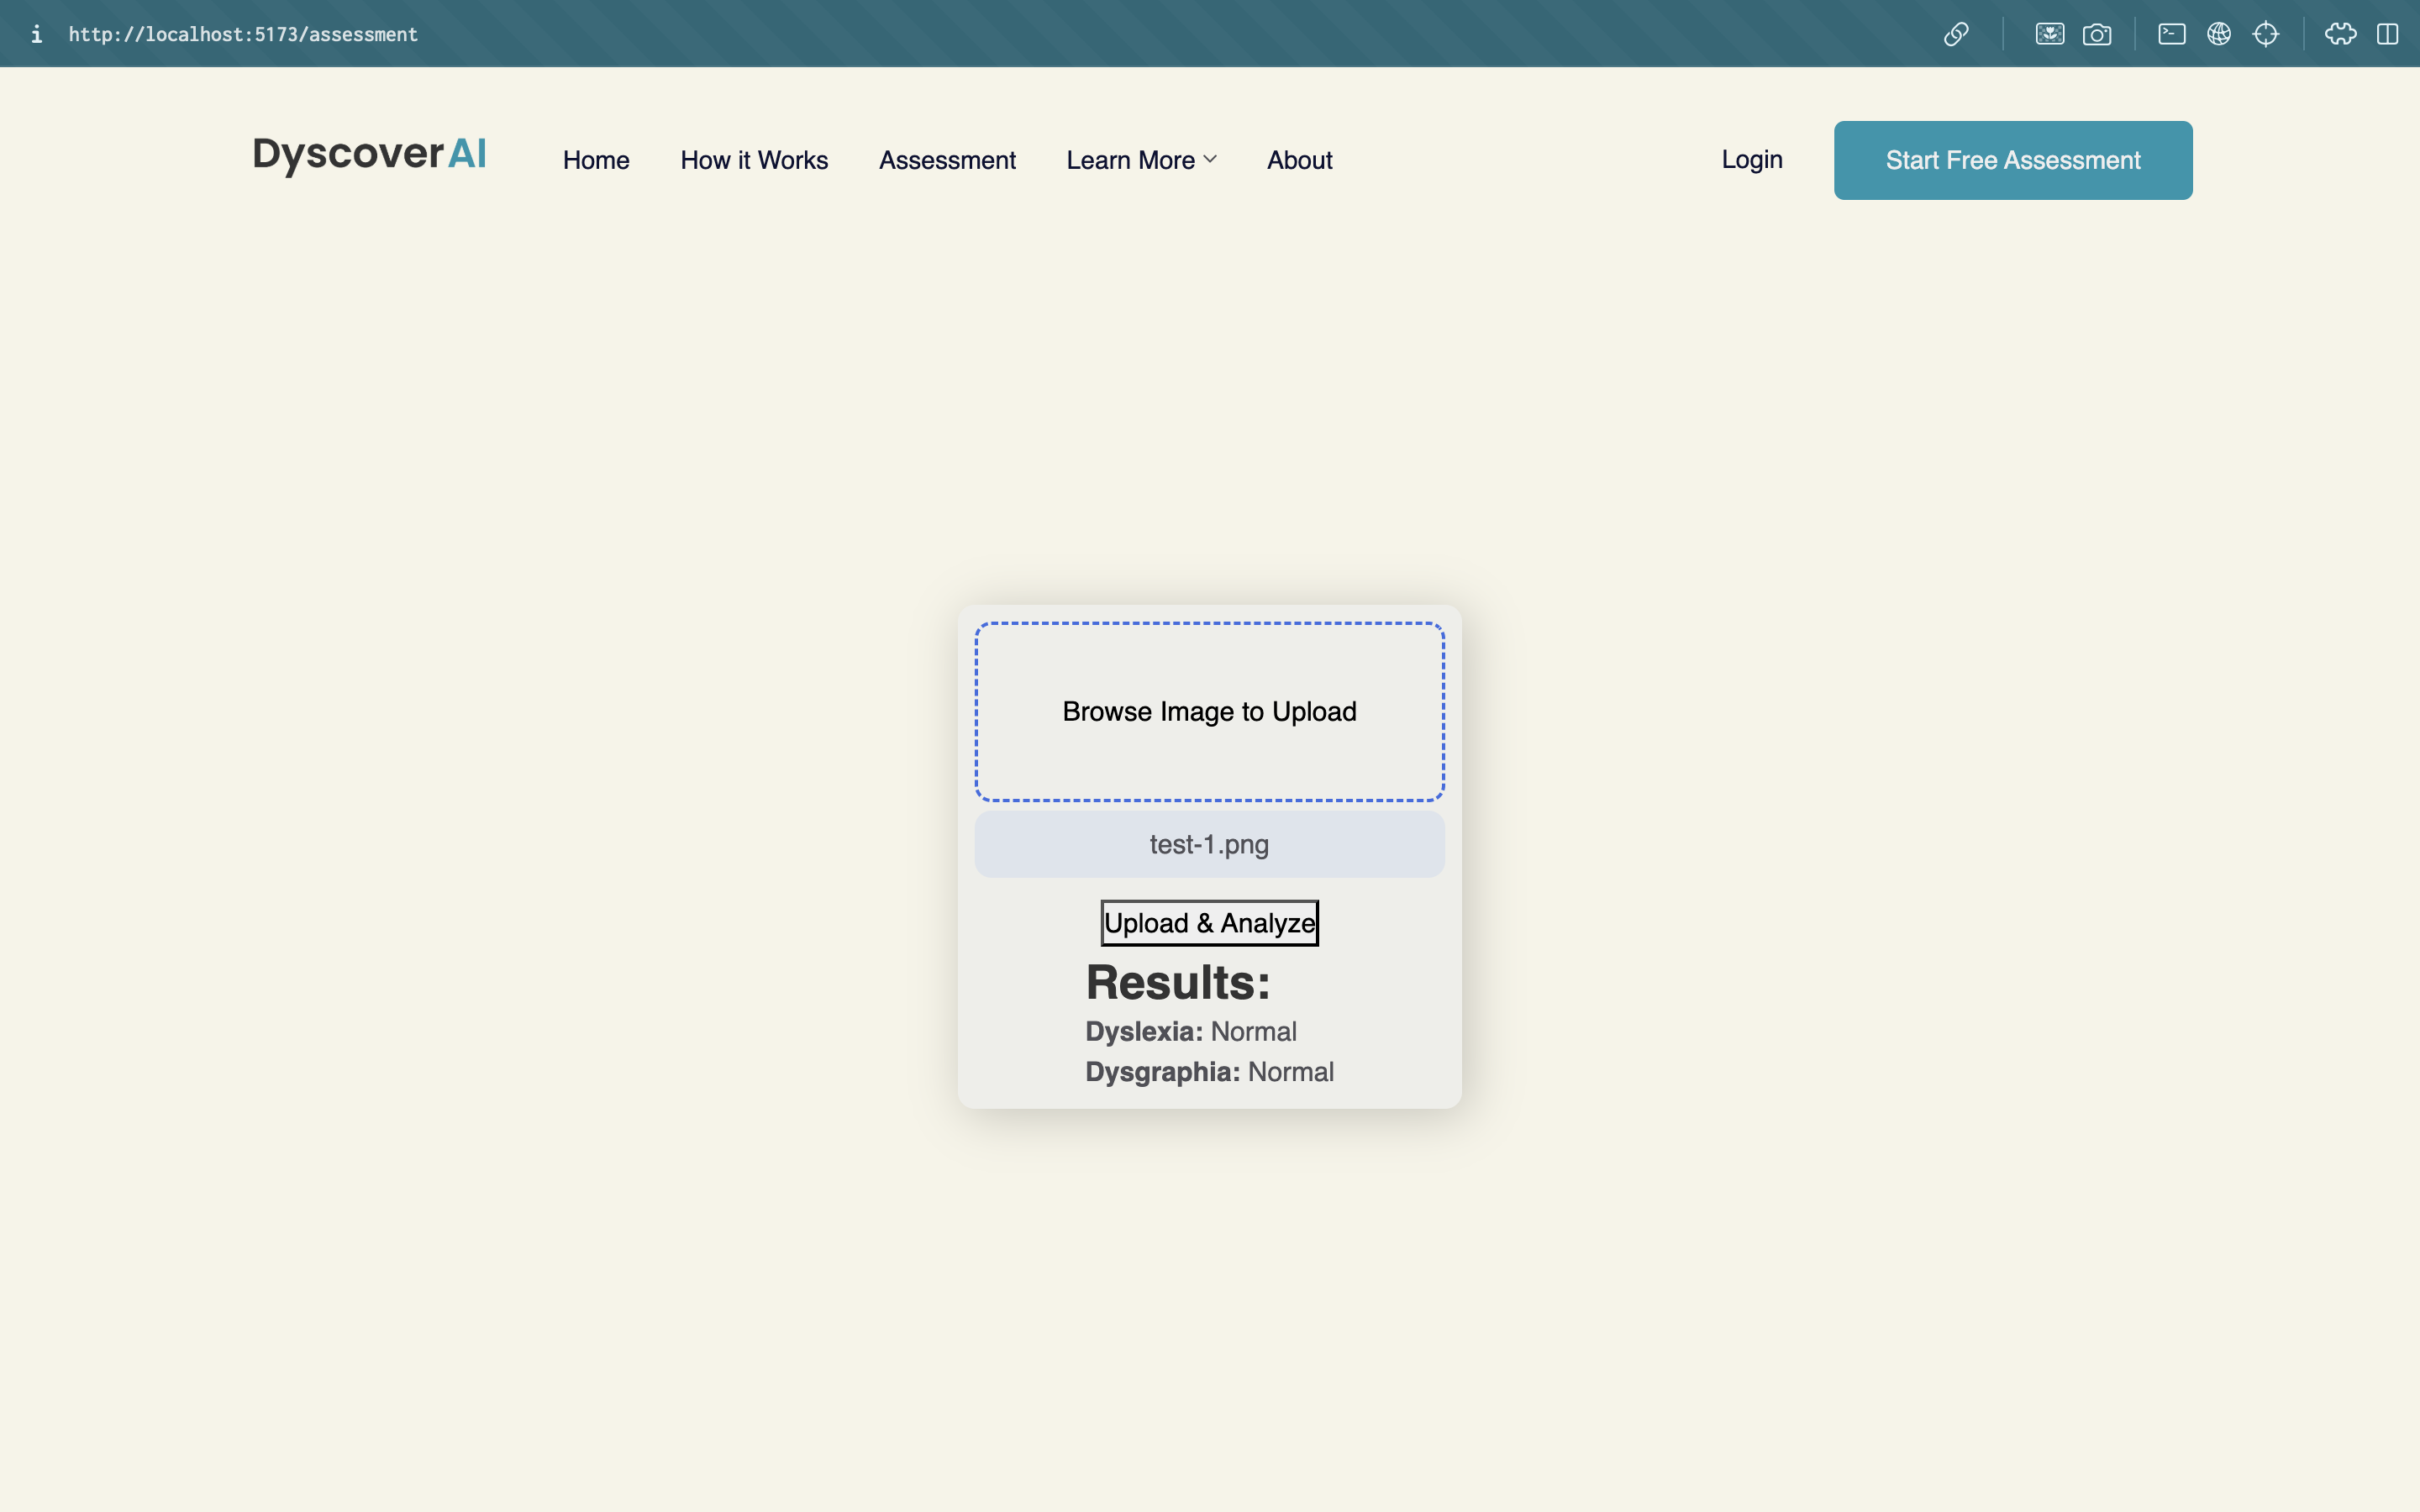 http://localhost:5173/assessment
DyscoverAI Home How it Works Assessment Learn More About Login Start Free Assessment
Browse Image to Upload
test-1.png
Upload & Analyze
Results:
Dyslexia: Normal
Dysgraphia: Normal